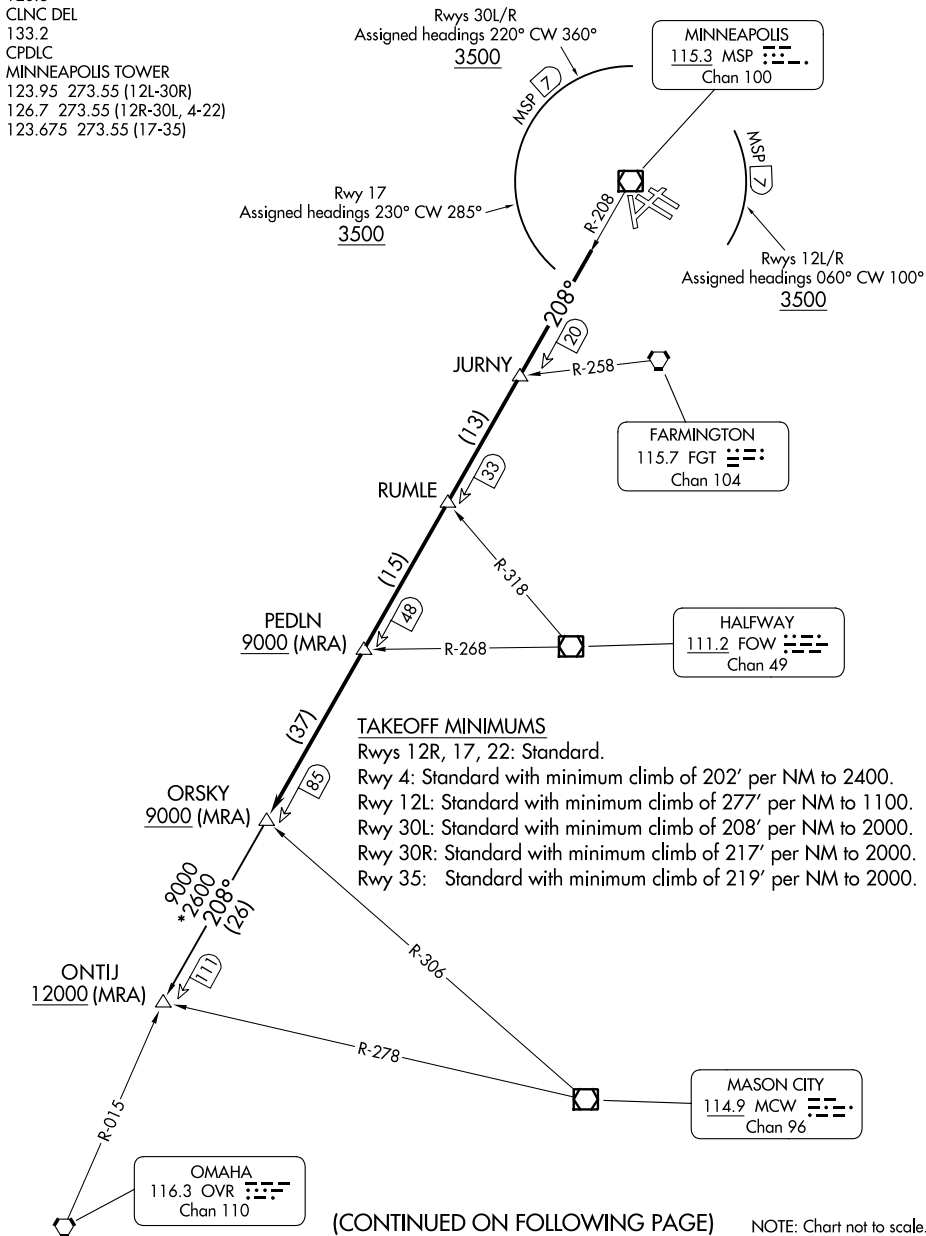 CLNC DEL
133.2
CPDLC
MINNEAPOLIS TOWER
123.95 273.55 (12L-30R)
126.7 273.55 (12R-30L, 4-22)
123.675 273.55 (17-35)
Rwys 30L/R
Assigned headings 220° CW 360°
3500
MINNEAPOLIS
115.3 MSP
Chan 100
MSP 7
MSP 7
Rwy 17
Assigned headings 230° CW 285°
3500
R-208
Rwys 12L/R
Assigned headings 060° CW 100°
3500
208°
20
JURNY
R-258
FARMINGTON
115.7 FGT
Chan 104
(13)
33
RUMLE
(15)
R-318
48
PEDLN
9000 (MRA)
R-268
HALFWAY
111.2 FOW
Chan 49
(37)
TAKEOFF MINIMUMS
Rwys 12R, 17, 22: Standard.
Rwy 4: Standard with minimum climb of 202' per NM to 2400.
Rwy 12L: Standard with minimum climb of 277' per NM to 1100.
Rwy 30L: Standard with minimum climb of 208' per NM to 2000.
Rwy 30R: Standard with minimum climb of 217' per NM to 2000.
Rwy 35: Standard with minimum climb of 219' per NM to 2000.
85
ORSKY
9000 (MRA)
9000
*2600
208°
(26)
R-306
111
ONTIJ
12000 (MRA)
R-278
R-015
MASON CITY
114.9 MCW
Chan 96
OMAHA
116.3 OVR
Chan 110
(CONTINUED ON FOLLOWING PAGE)
NOTE: Chart not to scale.